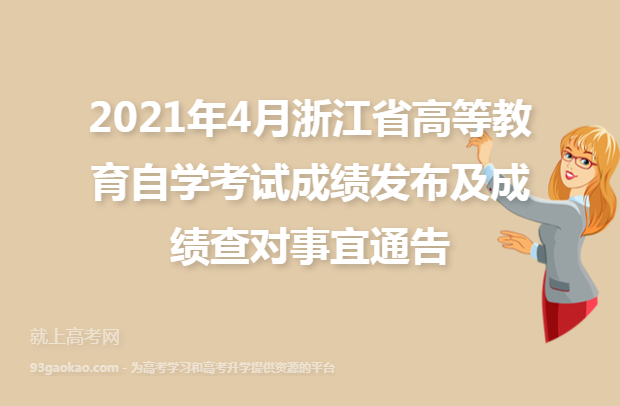 2021年4月浙江省高等教
育自学考试成绩发布及成
绩查对事宜通告
就上高考网
93gaokao.com - 为高考学习和高考升学提供资源的平台